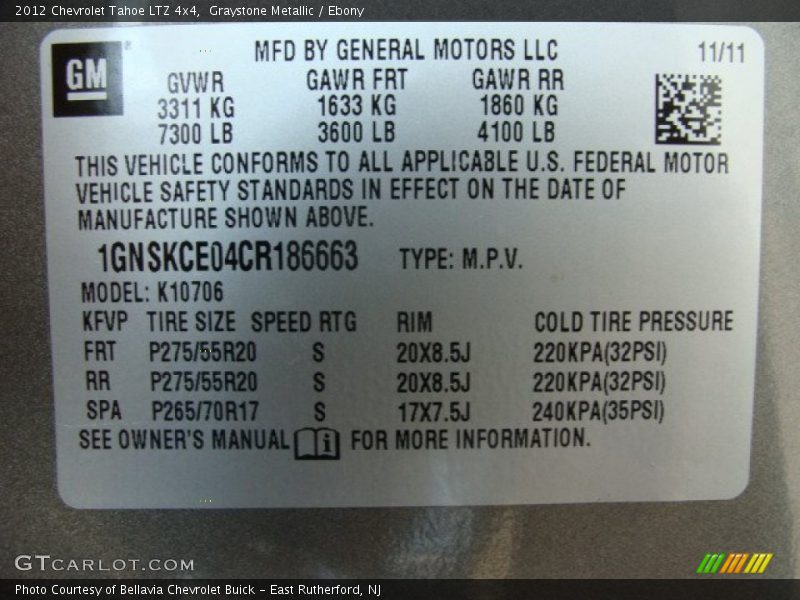 2012 Chevrolet Tahoe LTZ 4x4, Graystone Metallic / Ebony
GM
MFD BY GENERAL MOTORS LLC 11/11
GVWR GAWR FRT GAWR RR
3311 KG 1633 KG 1860 KG
7300 LB 3600 LB 4100 LB
THIS VEHICLE CONFORMS TO ALL APPLICABLE U.S. FEDERAL MOTOR
VEHICLE SAFETY STANDARDS IN EFFECT ON THE DATE OF
MANUFACTURE SHOWN ABOVE.
1GNSKCE04CR186663 TYPE: M.P.V.
MODEL: K10706
KFVP TIRE SIZE SPEED RTG RIM COLD TIRE PRESSURE
FRT P275/55R20 S 20X8.5J 220KPA(32PSI)
RR P275/55R20 S 20X8.5J 220KPA(32PSI)
SPA P265/70R17 S 17X7.5J 240KPA(35PSI)
SEE OWNER'S MANUAL i FOR MORE INFORMATION.
GTCARLOT.COM
Photo Courtesy of Bellavia Chevrolet Buick – East Rutherford, NJ